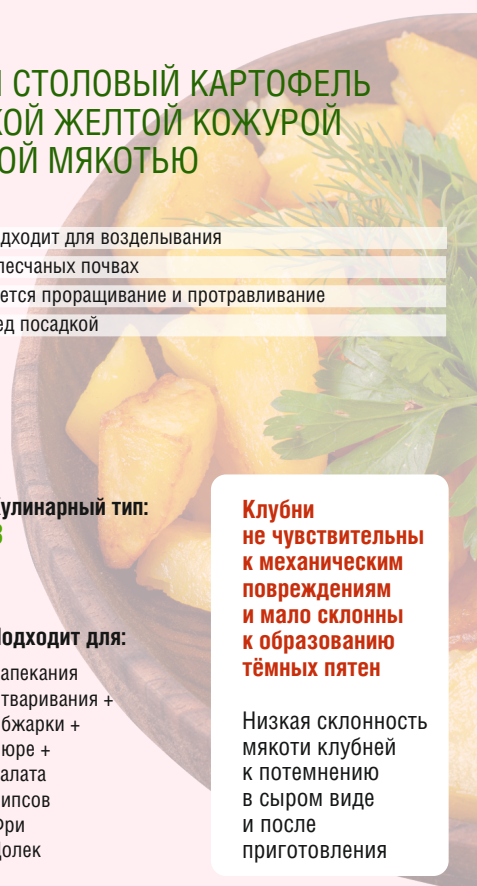 СТОЛОВЫЙ КАРТОФЕЛЬ
КОЙ ЖЕЛТОЙ КОЖУРОЙ
ОЙ МЯКОТЬЮ
дходит для возделывания
песчаных почвах
ется проращивание и протравливание
ед посадкой
Кулинарный тип:
В
Подходит для:
апекания
тваривания +
бжарки +
юре +
алата
ипсов
Фри
Долек
Клубни
не чувствительны
к механическим
повреждениям
и мало склонны
к образованию
тёмных пятен
Низкая склонность
мякоти клубней
к потемнению
в сыром виде
и после
приготовления